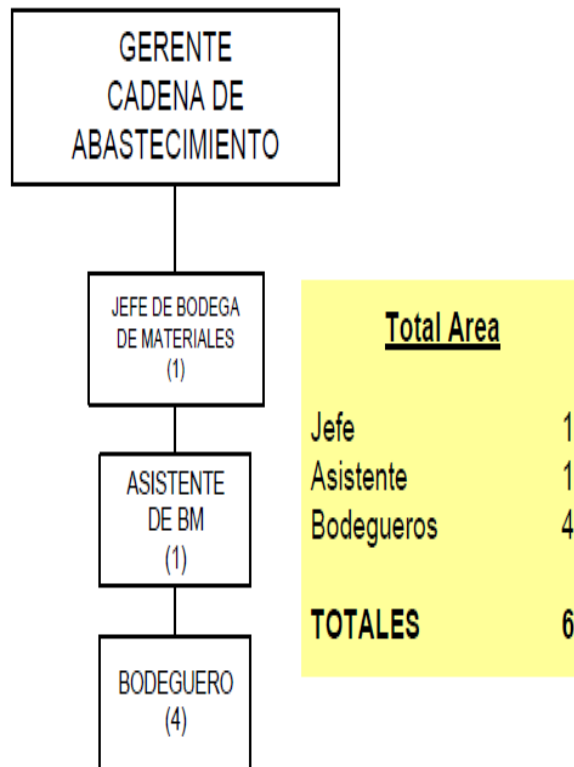 GERENTE
CADENA DE
ABASTECIMIENTO
JEFE DE BODEGA
DE MATERIALES
(1)
ASISTENTE
DE BM
(1)
BODEGUERO
(4)
Total Area
Jefe 1
Asistente 1
Bodegueros 4
TOTALES 6